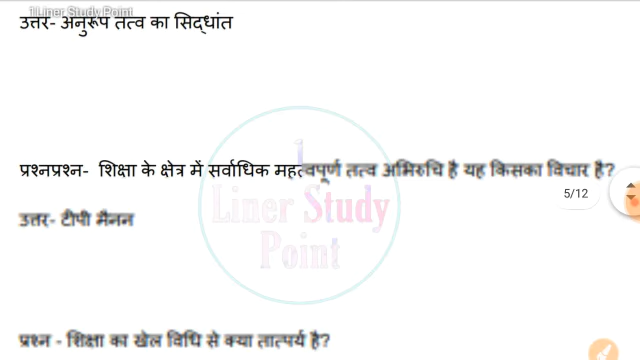 1 Liner Study Point
उत्तर- अनुरूप तत्व का सिद्धांत
प्रश्नप्रश्न- शिक्षा के क्षेत्र में सर्वाधिक महत्वपूर्ण तत्व अभिरुचि है यह किसका विचार है?
5/12
1
Liner Study
Point
उत्तर- टीपी मैनन
प्रश्न - शिक्षा का खेल विधि से क्या तात्पर्य है?